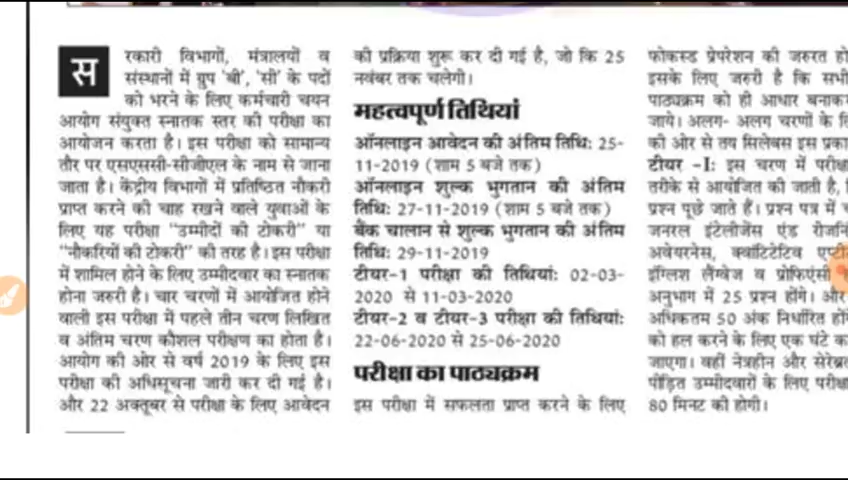 सरकारी विभागों, मंत्रालयों व
संस्थानों में ग्रुप 'बी', 'सी' के पदों
को भरने के लिए कर्मचारी चयन
आयोग संयुक्त स्नातक स्तर की परीक्षा का
आयोजन करता है। इस परीक्षा को सामान्य
तौर पर एसएससी-सीजीएल के नाम से जाना
जाता है। केंद्रीय विभागों में प्रतिष्ठित नौकरी
प्राप्त करने की चाह रखने वाले युवाओं के
लिए यह परीक्षा "उम्मीदों की टोकरी" या
"नौकरियों की टोकरी" की तरह है। इस परीक्षा
में शामिल होने के लिए उम्मीदवार का स्नातक
होना जरुरी है। चार चरणों में आयोजित होने
वाली इस परीक्षा में पहले तीन चरण लिखित
व अंतिम चरण कौशल परीक्षण का होता है।
आयोग की ओर से वर्ष 2019 के लिए इस
परीक्षा की अधिसूचना जारी कर दी गई है।
और 22 अक्तूबर से परीक्षा के लिए आवेदन
की प्रक्रिया शुरू कर दी गई है, जो कि 25
नवंबर तक चलेगी।
महत्वपूर्ण तिथियां
ऑनलाइन आवेदन की अंतिम तिथि: 25-
11-2019 (शाम 5 बजे तक)
ऑनलाइन शुल्क भुगतान की अंतिम
तिथि: 27-11-2019 (शाम 5 बजे तक)
बैंक चालान से शुल्क भुगतान की अंतिम
तिथि: 29-11-2019
टीयर-1 परीक्षा की तिथियां: 02-03-
2020 से 11-03-2020
टीयर-2 व टीयर-3 परीक्षा की तिथियां:
22-06-2020 से 25-06-2020
परीक्षा का पाठ्यक्रम
इस परीक्षा में सफलता प्राप्त करने के लिए
फोकस्ड प्रेपरेशन की जरुरत
इसके लिए जरुरी है कि सभी
पाठ्यक्रम को ही आधार
जाये। अलग- अलग चरणों के
की ओर से तय सिलेबस इस
टीयर -I: इस चरण में
तरीके से आयोजित की जाती है,
प्रश्न पूछे जाते हैं। प्रश्न पत्र में
जनरल इंटेलीजेंस एंड
अवेयरनेस, क्वांटिटेटिव
इंग्लिश लैंग्वेज व
अनुभाग में 25 प्रश्न होंगे।
अधिकतम 50 अंक निर्धारित
को हल करने के लिए एक घंटे
जाएगा। वहीं नेत्रहीन और
पीड़ित उम्मीदवारों के लिए
80 मिनट की होगी।